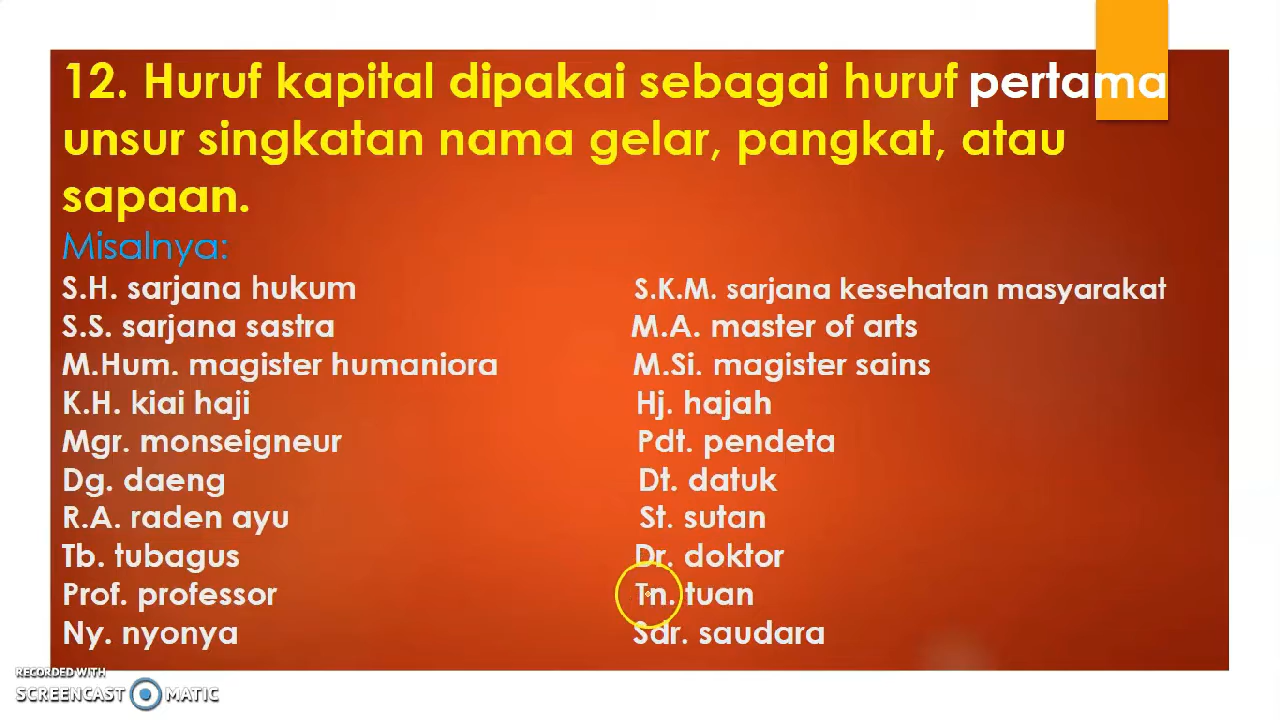 12. Huruf kapital dipakai sebagai huruf pertama
unsur singkatan nama gelar, pangkat, atau
sapaan.
Misalnya:
S.H. sarjana hukum
S.K.M. sarjana kesehatan masyarakat
S.S. sarjana sastra
M.A. master of arts
M.Hum. magister humaniora
M.Si. magister sains
K.H. kiai haji
Hj. hajah
Mgr. monseigneur
Pdt. pendeta
Dg. daeng
Dt. datuk
R.A. raden ayu
St. sutan
Tb. tubagus
Dr. doktor
Prof. professor
Tn. tuan
Ny. nyonya
Sdr. saudara
RECORDED WITH
SCREENCAST MATIC